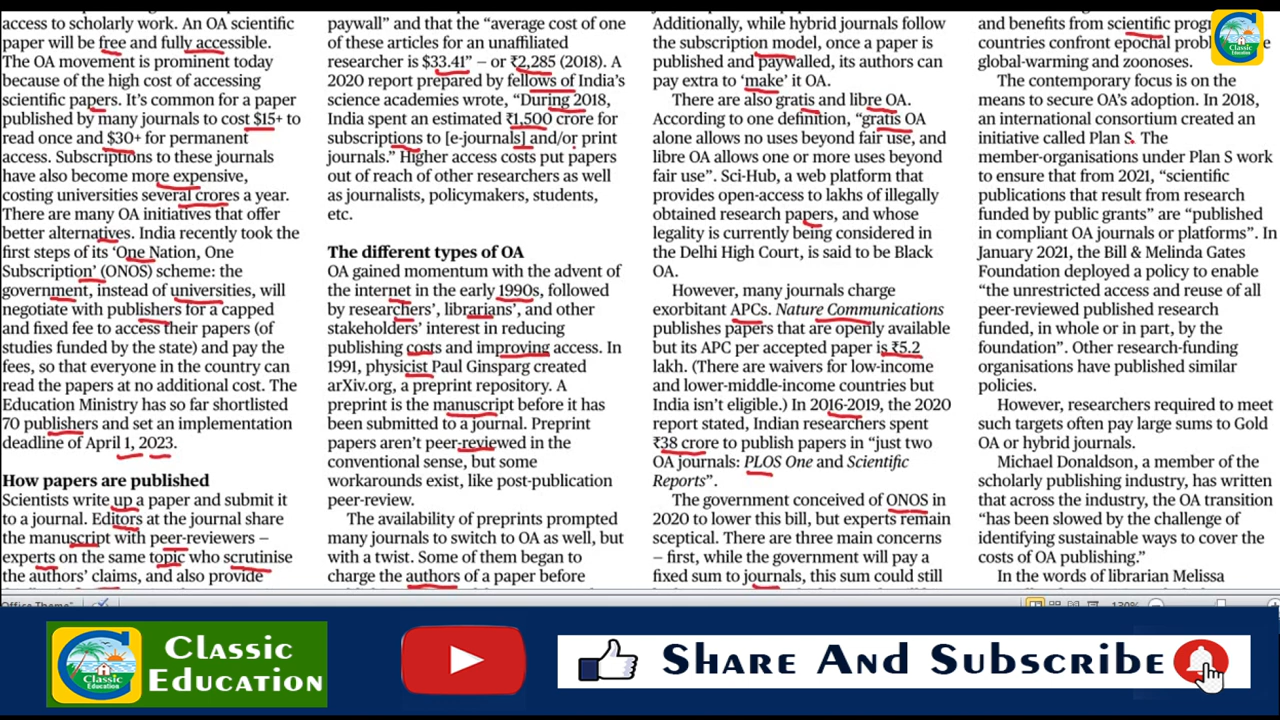 access to scholarly work. An OA scientific
paper will be free and fully accessible.
The OA movement is prominent today
because of the high cost of accessing
scientific papers. It's common for a paper
published by many journals to cost $15+ to
read once and $30+ for permanent
access. Subscriptions to these journals
have also become more expensive,
costing universities several crores a year.
There are many OA initiatives that offer
better alternatives. India recently took the
first steps of its 'One Nation, One
Subscription' (ONOS) scheme: the
government, instead of universities, will
negotiate with publishers for a capped
and fixed fee to access their papers (of
studies funded by the state) and pay the
fees, so that everyone in the country can
read the papers at no additional cost. The
Education Ministry has so far shortlisted
70 publishers and set an implementation
deadline of April 1, 2023.
How papers are published
Scientists write up a paper and submit it
to a journal. Editors at the journal share
the manuscript with peer-reviewers –
experts on the same topic who scrutinise
the authors' claims, and also provide
paywall" and that the "average cost of one
of these articles for an unaffiliated
researcher is $33.41" – or ₹2,285 (2018). A
2020 report prepared by fellows of India's
science academies wrote, "During 2018,
India spent an estimated ₹1,500 crore for
subscriptions to [e-journals] and/or print
journals." Higher access costs put papers
out of reach of other researchers as well
as journalists, policymakers, students,
etc.
The different types of OA
OA gained momentum with the advent of
the internet in the early 1990s, followed
by researchers', librarians', and other
stakeholders' interest in reducing
publishing costs and improving access. In
1991, physicist Paul Ginsparg created
arXiv.org, a preprint repository. A
preprint is the manuscript before it has
been submitted to a journal. Preprint
papers aren't peer-reviewed in the
conventional sense, but some
workarounds exist, like post-publication
peer-review.
The availability of preprints prompted
many journals to switch to OA as well, but
with a twist. Some of them began to
charge the authors of a paper before
Additionally, while hybrid journals follow
the subscription model, once a paper is
published and paywalled, its authors can
pay extra to 'make' it OA.
There are also gratis and libre OA.
According to one definition, "gratis OA
alone allows no uses beyond fair use, and
libre OA allows one or more uses beyond
fair use". Sci-Hub, a web platform that
provides open-access to lakhs of illegally
obtained research papers, and whose
legality is currently being considered in
the Delhi High Court, is said to be Black
OA.
However, many journals charge
exorbitant APCs. Nature Communications
publishes papers that are openly available
but its APC per accepted paper is ₹5.2
lakh. (There are waivers for low-income
and lower-middle-income countries but
India isn't eligible.) In 2016-2019, the 2020
report stated, Indian researchers spent
₹38 crore to publish papers in "just two
OA journals: PLOS One and Scientific
Reports".
The government conceived of ONOS in
2020 to lower this bill, but experts remain
sceptical. There are three main concerns
– first, while the government will pay a
fixed sum to journals, this sum could still
and benefits from scientific prog
countries confront epochal prob e
global-warming and zoonoses.
The contemporary focus is on the
means to secure OA's adoption. In 2018,
an international consortium created an
initiative called Plan S. The
member-organisations under Plan S work
to ensure that from 2021, "scientific
publications that result from research
funded by public grants" are "published
in compliant OA journals or platforms". In
January 2021, the Bill & Melinda Gates
Foundation deployed a policy to enable
"the unrestricted access and reuse of all
peer-reviewed published research
funded, in whole or in part, by the
foundation". Other research-funding
organisations have published similar
policies.
However, researchers required to meet
such targets often pay large sums to Gold
OA or hybrid journals.
Michael Donaldson, a member of the
scholarly publishing industry, has written
that across the industry, the OA transition
"has been slowed by the challenge of
identifying sustainable ways to cover the
costs of OA publishing."
In the words of librarian Melissa
Classic
Education
Office Theme"
130%
Classic
Education
Classic
Education
Share And Subscribe